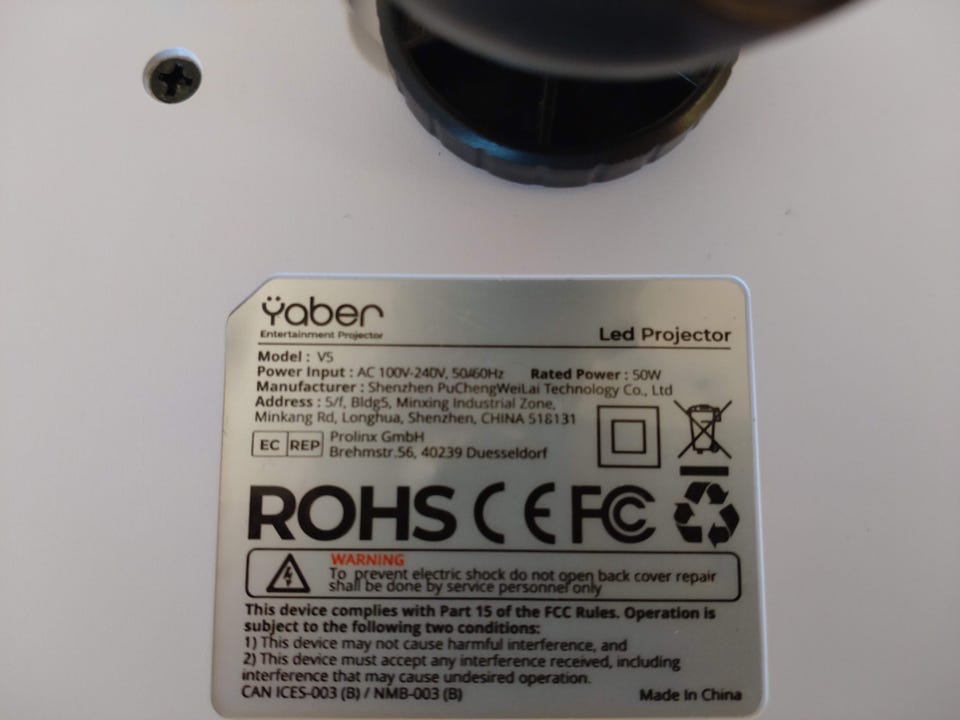 Yaber
Entertainment Projector
Led Projector
Model : V5
Power Input : AC 100V-240V, 50/60Hz Rated Power : 50W
Manufacturer : Shenzhen PuChengWeiLai Technology Co., Ltd
Address : 5/f, Bldg5, Minxing Industrial Zone,
Minkang Rd, Longhua, Shenzhen, CHINA 518131
EC REP
Prolinx GmbH
Brehmstr.56, 40239 Duesseldorf
ROHS CE FC
WARNING
To prevent electric shock do not open back cover repair
shall be done by service personnel only
This device complies with Part 15 of the FCC Rules. Operation is
subject to the following two conditions:
1) This device may not cause harmful interference, and
2) This device must accept any interference received, including
interference that may cause undesired operation.
CAN ICES-003 (B) / NMB-003 (B) Made In China